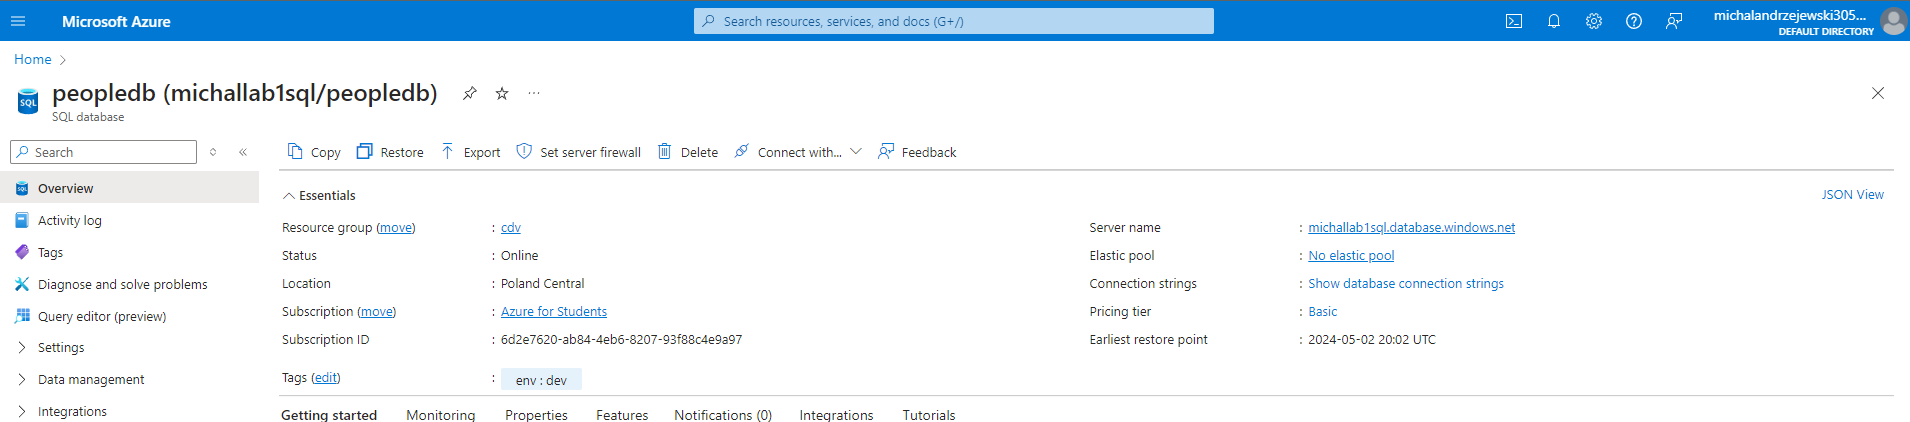 Microsoft Azure
Search resources, services, and docs (G+/)
michalandrzejewski305...
DEFAULT DIRECTORY
Home
peopledb (michallab1sql/peopledb)
SQL database
Search
Copy
Restore
Export
Set server firewall
Delete
Connect with...
Feedback
Overview
Activity log
Tags
Diagnose and solve problems
Query editor (preview)
Settings
Data management
Integrations
Essentials
JSON View
Resource group (move) : cdv
Status : Online
Location : Poland Central
Subscription (move) : Azure for Students
Subscription ID : 6d2e7620-ab84-4eb6-8207-93f88c4e9a97
Tags (edit) : env : dev
Server name : michallab1sql.database.windows.net
Elastic pool : No elastic pool
Connection strings : Show database connection strings
Pricing tier : Basic
Earliest restore point : 2024-05-02 20:02 UTC
Getting started Monitoring Properties Features Notifications (0) Integrations Tutorials